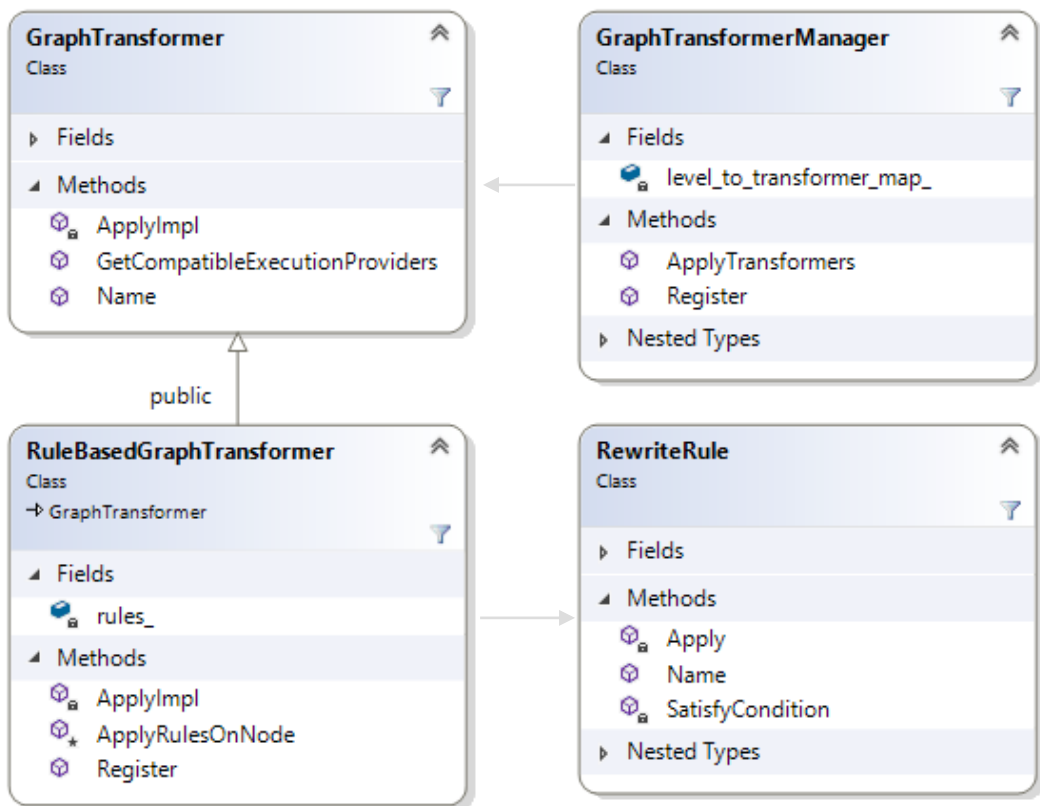 GraphTransformer
Class
Fields
Methods
ApplyImpl
GetCompatibleExecutionProviders
Name
GraphTransformerManager
Class
Fields
level_to_transformer_map_
Methods
ApplyTransformers
Register
Nested Types
public
RuleBasedGraphTransformer
Class
GraphTransformer
Fields
rules_
Methods
ApplyImpl
ApplyRulesOnNode
Register
RewriteRule
Class
Fields
Methods
Apply
Name
SatisfyCondition
Nested Types